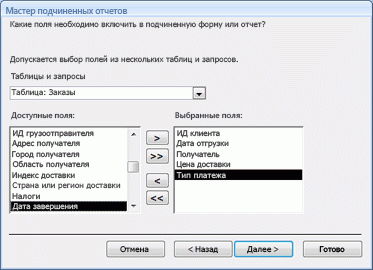 Мастер подчиненных отчетов
Какие поля необходимо включить в подчиненную форму или отчет?
Допускается выбор полей из нескольких таблиц и запросов.
Таблицы и запросы
Таблица: Заказы
Доступные поля:
ИД грузоотправителя
Адрес получателя
Город получателя
Область получателя
Индекс доставки
Страна или регион доставки
Налоги
Дата завершения
>
>>
<
<<
Выбранные поля:
ИД клиента
Дата отгрузки
Получатель
Цена доставки
Тип платежа
Отмена
< Назад
Далее >
Готово